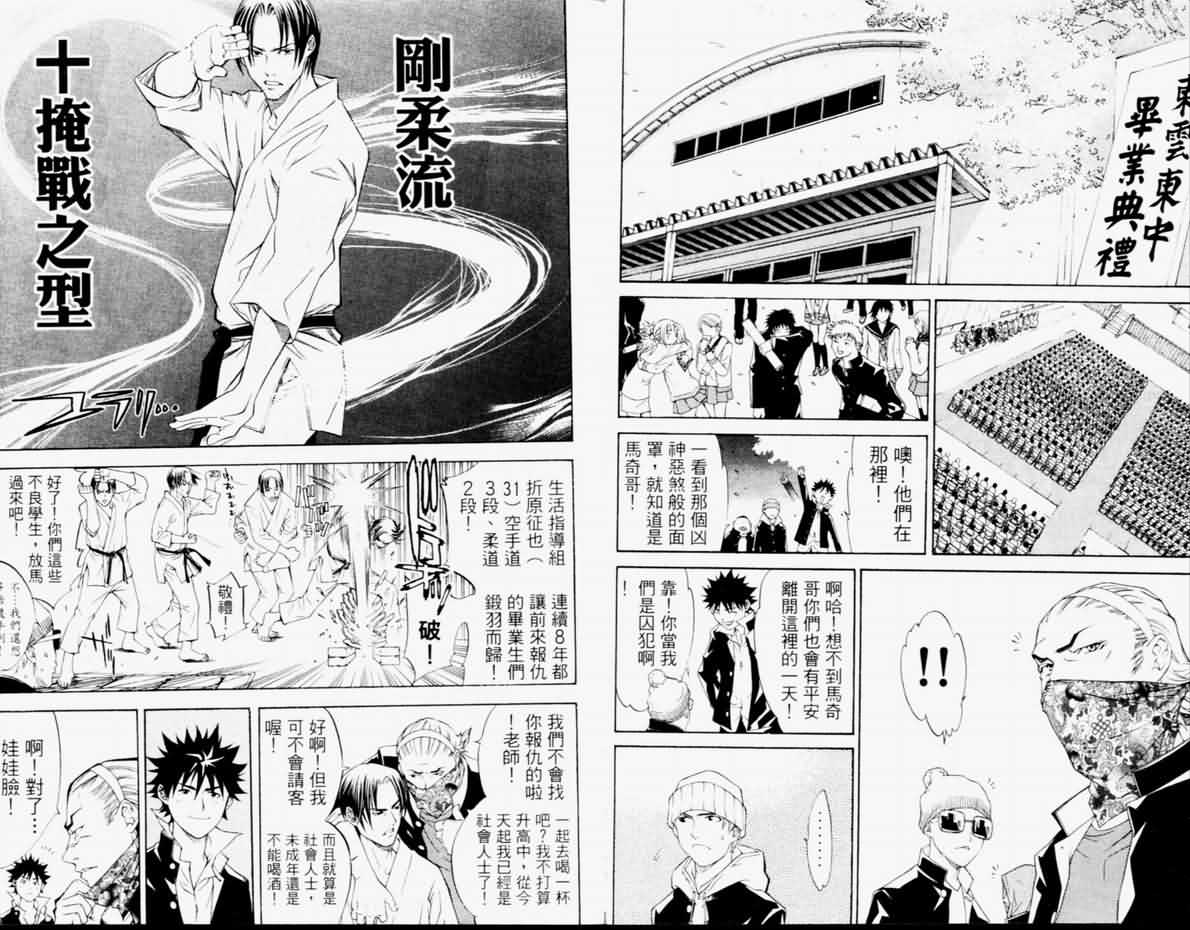 東雲東中
畢業典禮
噢！他們在
那裡！
一看到那個凶
神惡煞般的面
罩，就知道是
馬奇哥！
啊哈！想不到馬奇
哥你們也會有平安
離開這裡的一天！
靠！你當我
們是囚犯啊
！
!!
……
剛柔流
十掩戰之型
ユラリ…
生活指導組
折原征也（
31）空手道
3段、柔道
2段！
連續8年都
讓前來報仇
的畢業生們
鍛羽而歸！
破！
敬禮！
好了！你們這些
不良學生，放馬
過來吧！
我們不會找
你報仇的啦
！老師！
一起去喝一杯
吧？我不打算
升高中，從今
天起我已經是
社會人士了！
好啊！但我
可不會請客
喔！
而且就算是
社會人士，
未成年還是
不能喝酒！
啊！對了…
娃娃臉！